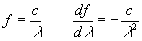 f = c/λ    df/dλ = −c/λ²